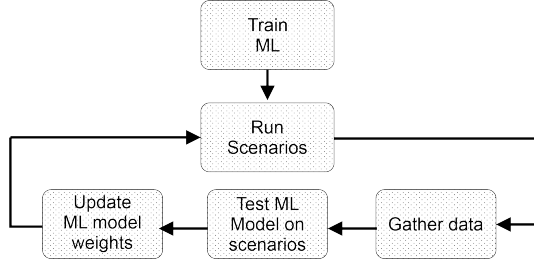 Train
ML
Run
Scenarios
Update
ML model
weights
Test ML
Model on
scenarios
Gather data